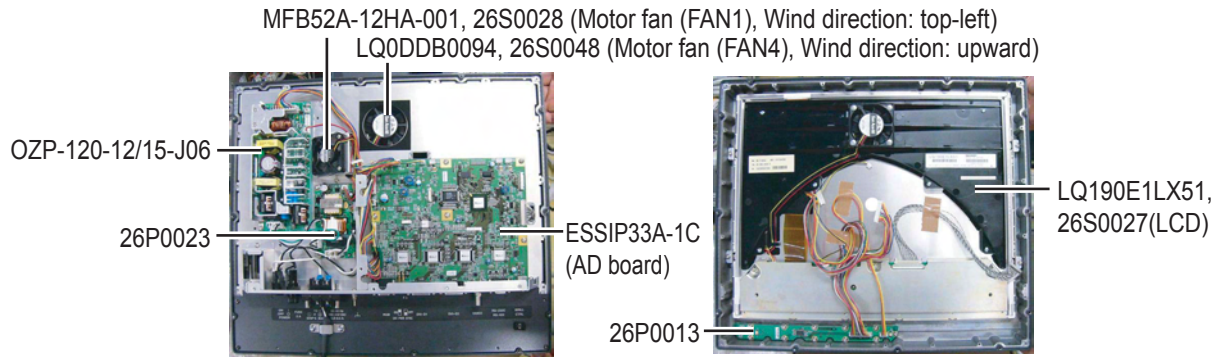 MFB52A-12HA-001, 26S0028 (Motor fan (FAN1), Wind direction: top-left)
LQ0DDB0094, 26S0048 (Motor fan (FAN4), Wind direction: upward)
OZP-120-12/15-J06
26P0023
ESSIP33A-1C
(AD board)
LQ190E1LX51,
26S0027(LCD)
26P0013